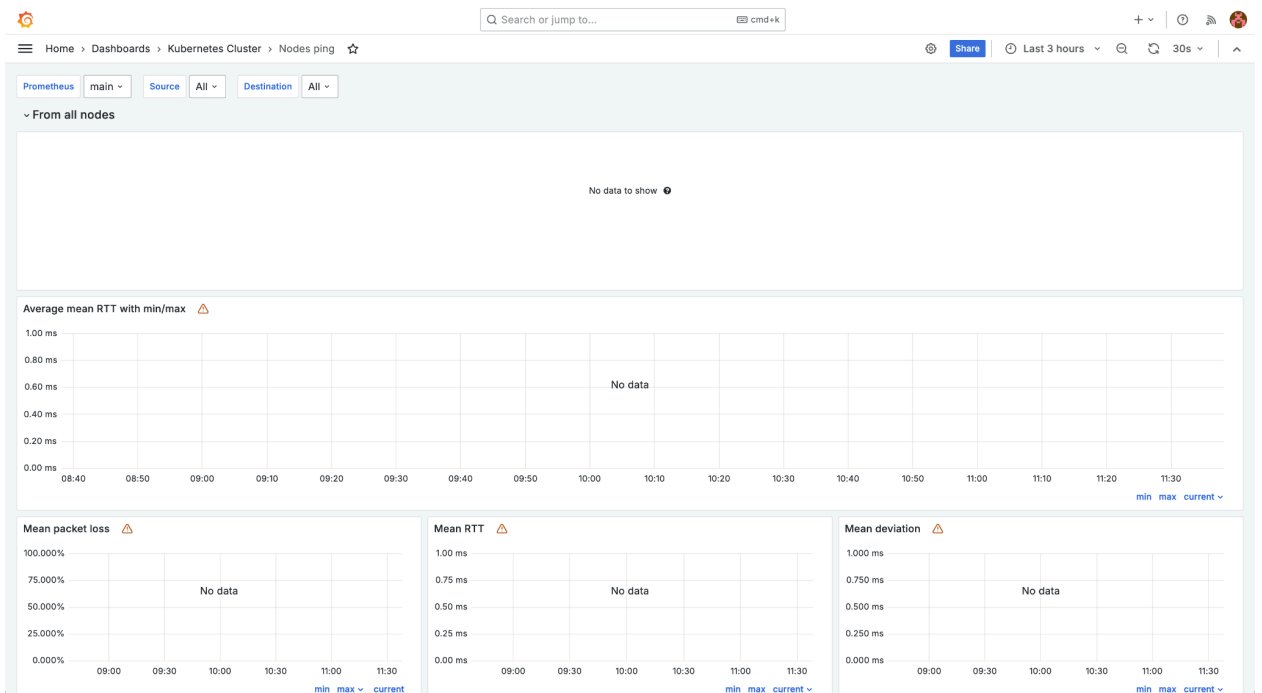 Search or jump to... cmd+k
Home › Dashboards › Kubernetes Cluster › Nodes ping Share Last 3 hours 30s
Prometheus main Source All Destination All
From all nodes
No data to show
Average mean RTT with min/max
1.00 ms
0.80 ms
0.60 ms
No data
0.40 ms
0.20 ms
0.00 ms
08:40 08:50 09:00 09:10 09:20 09:30 09:40 09:50 10:00 10:10 10:20 10:30 10:40 10:50 11:00 11:10 11:20 11:30
min max current
Mean packet loss
100.000%
75.000%
No data
50.000%
25.000%
0.000%
09:00 09:30 10:00 10:30 11:00 11:30
min max current
Mean RTT
1.00 ms
0.75 ms
No data
0.50 ms
0.25 ms
0.00 ms
09:00 09:30 10:00 10:30 11:00 11:30
min max current
Mean deviation
1.000 ms
0.750 ms
No data
0.500 ms
0.250 ms
0.000 ms
09:00 09:30 10:00 10:30 11:00 11:30
min max current